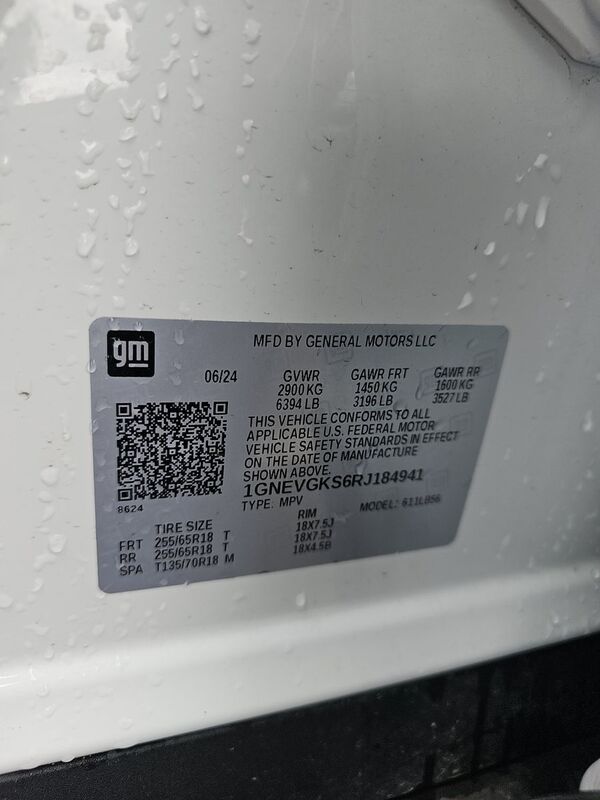 gm
MFD BY GENERAL MOTORS LLC
06/24 GVWR GAWR FRT GAWR RR
2900 KG 1450 KG 1600 KG
6394 LB 3196 LB 3527 LB
THIS VEHICLE CONFORMS TO ALL
APPLICABLE U.S. FEDERAL MOTOR
VEHICLE SAFETY STANDARDS IN EFFECT
ON THE DATE OF MANUFACTURE
SHOWN ABOVE.
1GNEVGKS6RJ184941
8624
TYPE: MPV MODEL: 611LB56
TIRE SIZE RIM
FRT 255/65R18 T 18X7.5J
RR 255/65R18 T 18X7.5J
SPA T135/70R18 M 18X4.5B